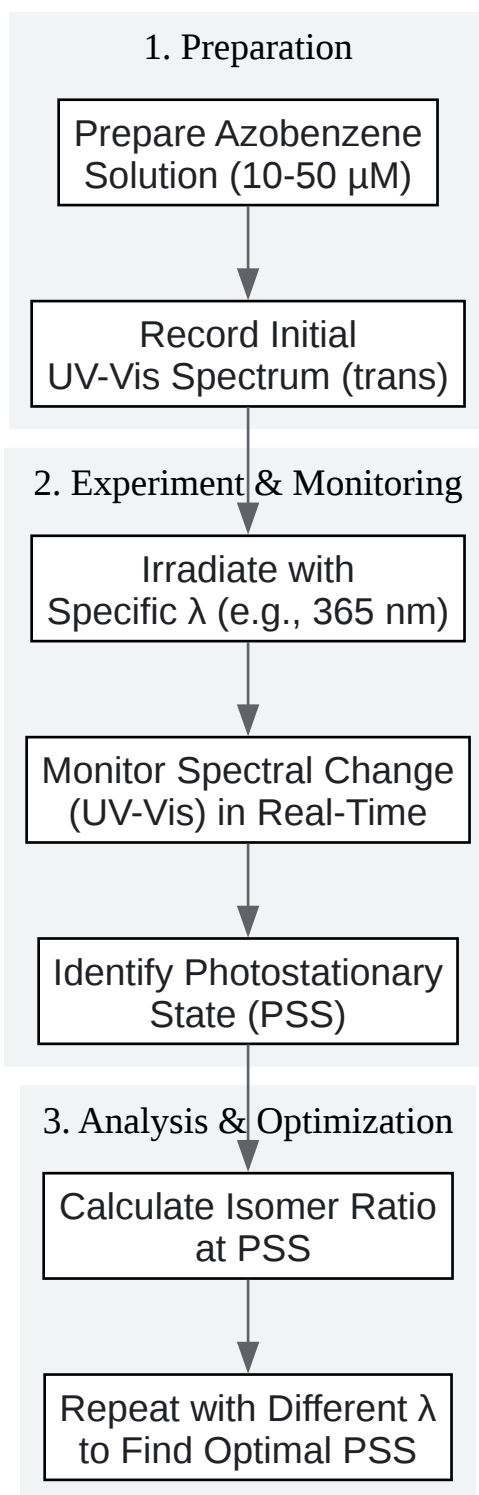 1. Preparation
Prepare Azobenzene
Solution (10-50 µM)
Record Initial
UV-Vis Spectrum (trans)
2. Experiment & Monitoring
Irradiate with
Specific λ (e.g., 365 nm)
Monitor Spectral Change
(UV-Vis) in Real-Time
Identify Photostationary
State (PSS)
3. Analysis & Optimization
Calculate Isomer Ratio
at PSS
Repeat with Different λ
to Find Optimal PSS